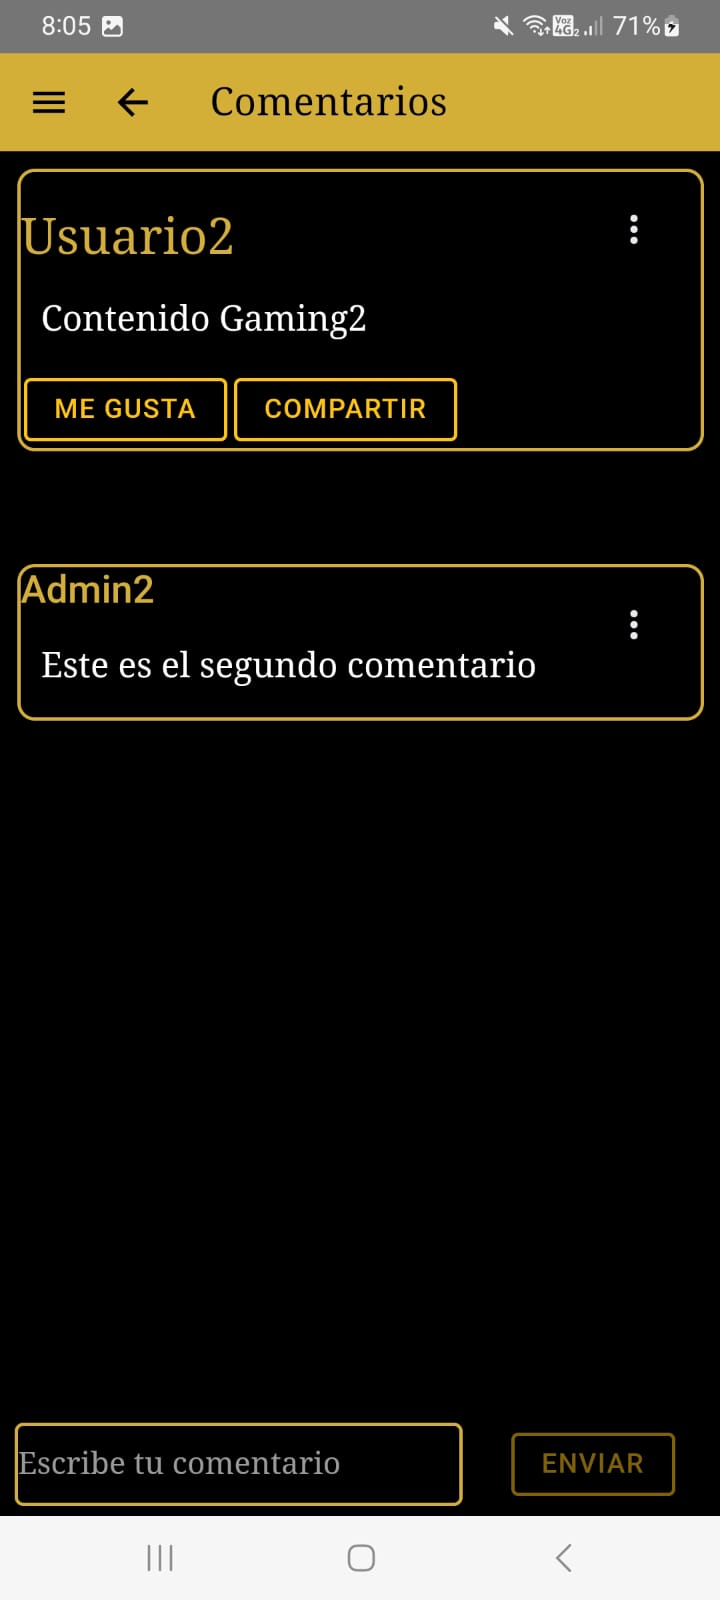 8:05 Voz 4G 2 71%
Comentarios
Usuario2
Contenido Gaming2
ME GUSTA COMPARTIR
Admin2
Este es el segundo comentario
Escribe tu comentario ENVIAR